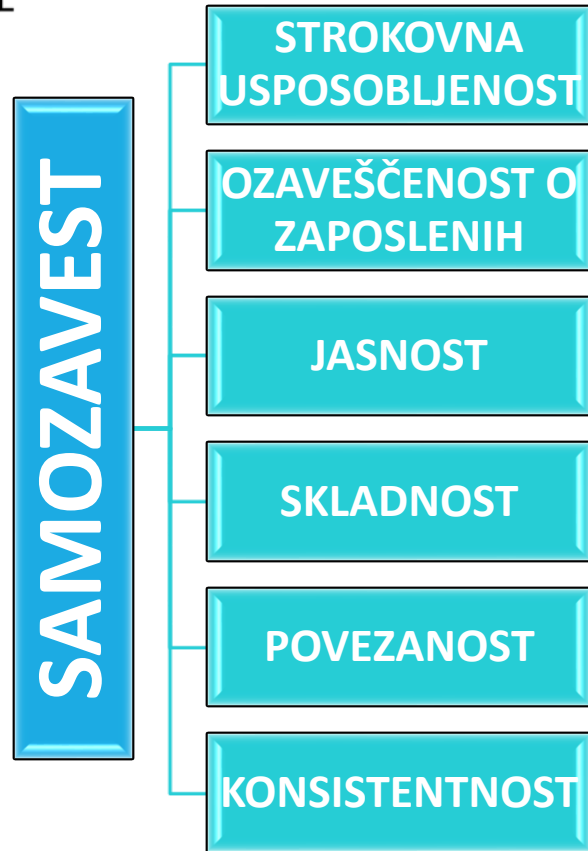 SAMOZAVEST
STROKOVNA
USPOSOBLJENOST
OZAVEŠČENOST O
ZAPOSLENIH
JASNOST
SKLADNOST
POVEZANOST
KONSISTENTNOST